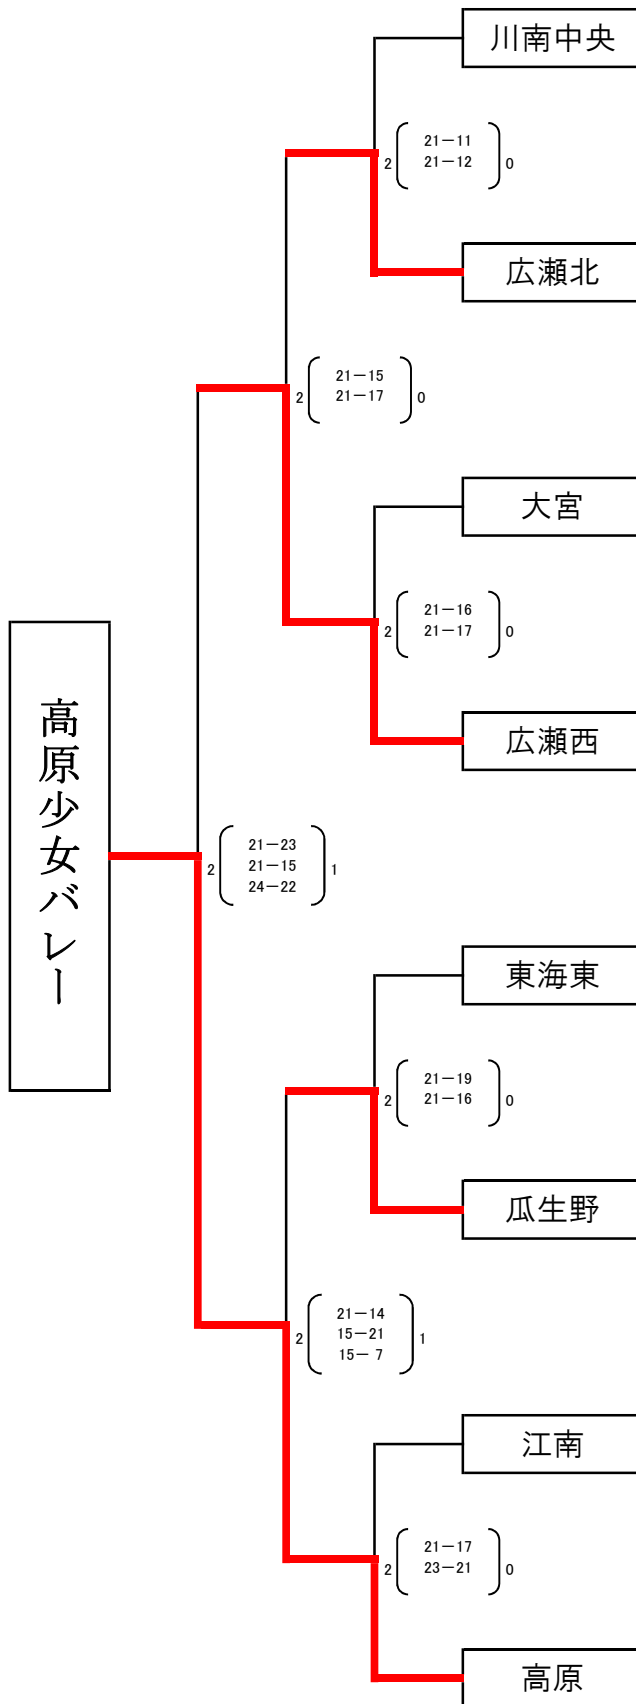 川南中央
2 21－11 0
21－12
広瀬北
2 21－15 0
21－17
大宮
2 21－16 0
21－17
広瀬西
高原少女バレー
2 21－23 1
21－15
24－22
東海東
2 21－19 0
21－16
瓜生野
2 21－14 1
15－21
15－ 7
江南
2 21－17 0
23－21
高原